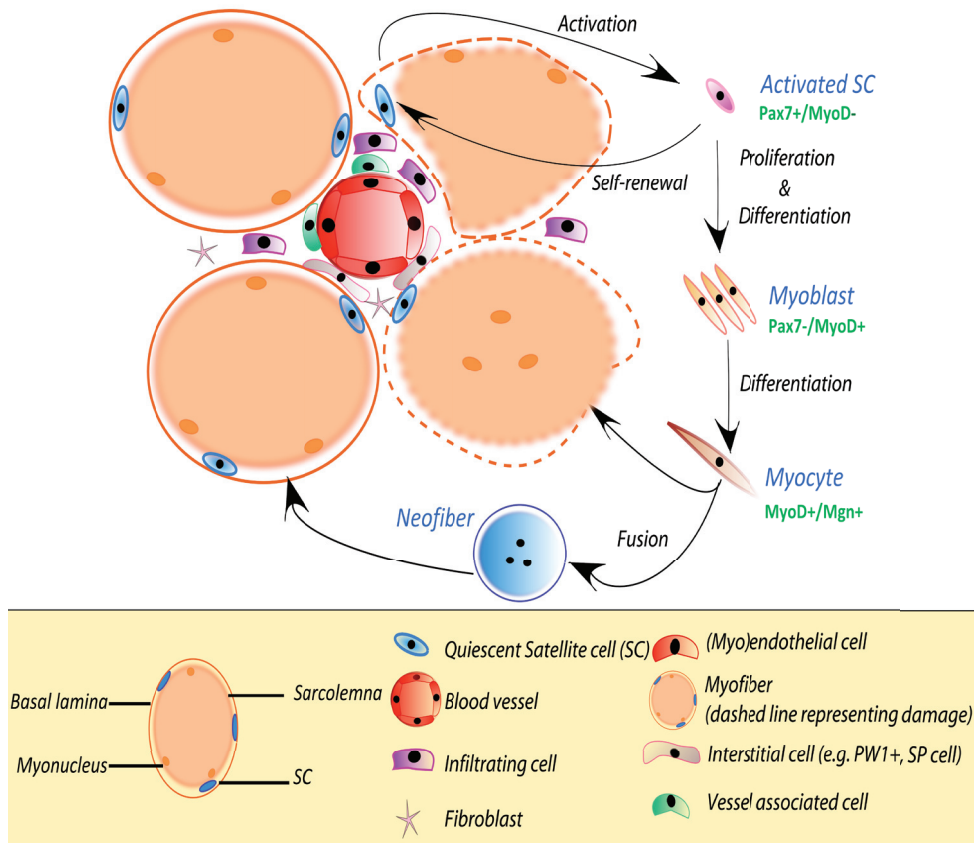 Activation
Activated SC
Pax7+/MyoD-
Proliferation
&
Differentiation
Self-renewal
Myoblast
Pax7-/MyoD+
Differentiation
Myocyte
MyoD+/Mgn+
Fusion
Neofiber
Basal lamina
Sarcolemna
Myonucleus
SC
Quiescent Satellite cell (SC)
Blood vessel
Infiltrating cell
Fibroblast
(Myo)endothelial cell
Myofiber
(dashed line representing damage)
Interstitial cell (e.g. PW1+, SP cell)
Vessel associated cell